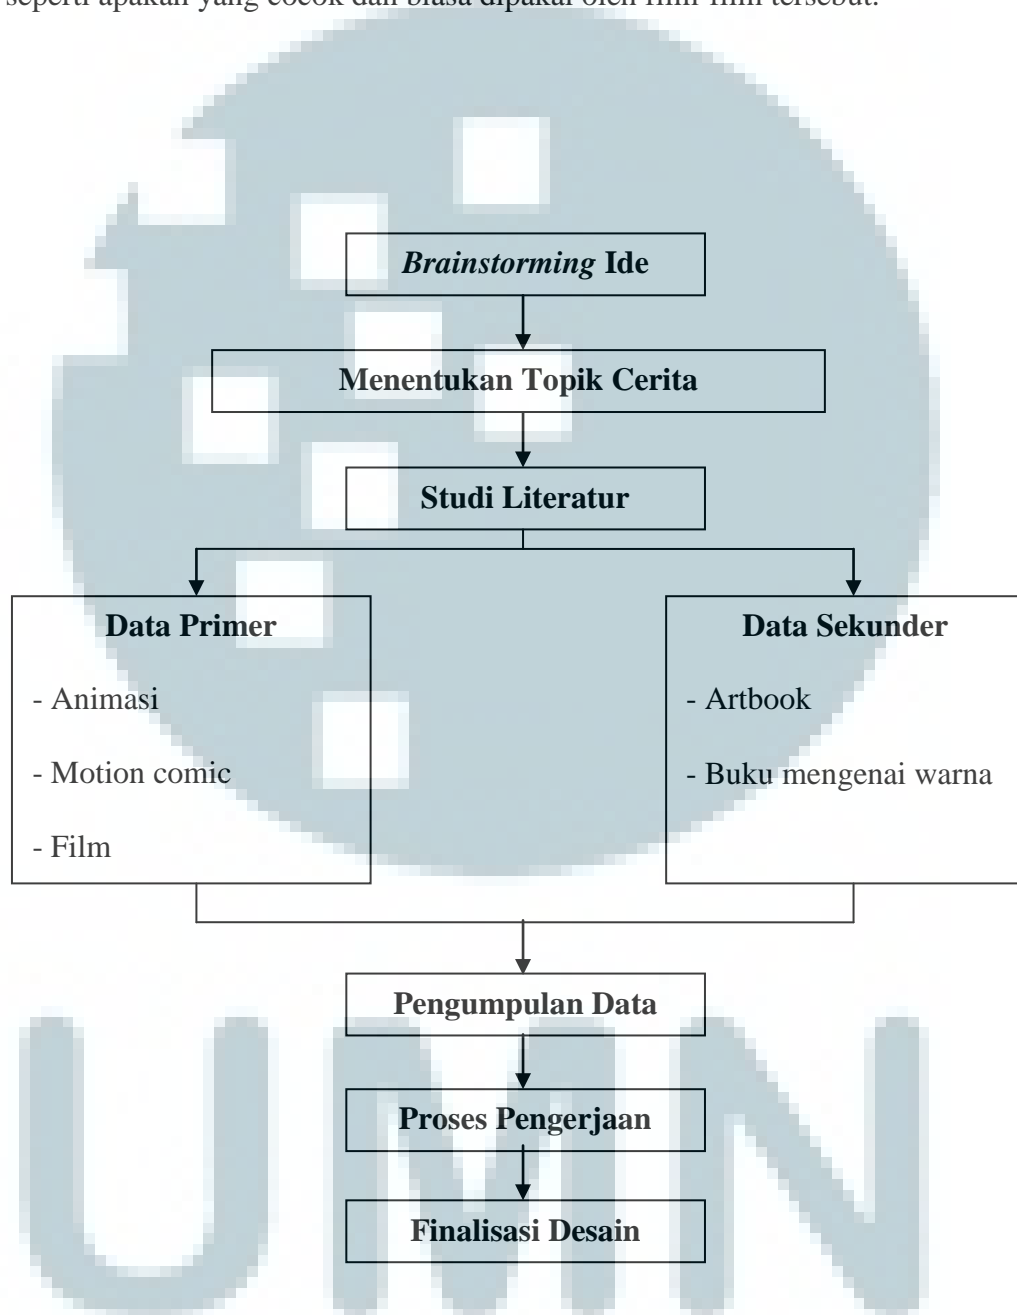 seperti apakah yang cocok dan biasa dipakai oleh film-film tersebut.
Brainstorming Ide
Menentukan Topik Cerita
Studi Literatur
Data Primer
- Animasi
- Motion comic
- Film
Data Sekunder
- Artbook
- Buku mengenai warna
Pengumpulan Data
Proses Pengerjaan
Finalisasi Desain
UMN